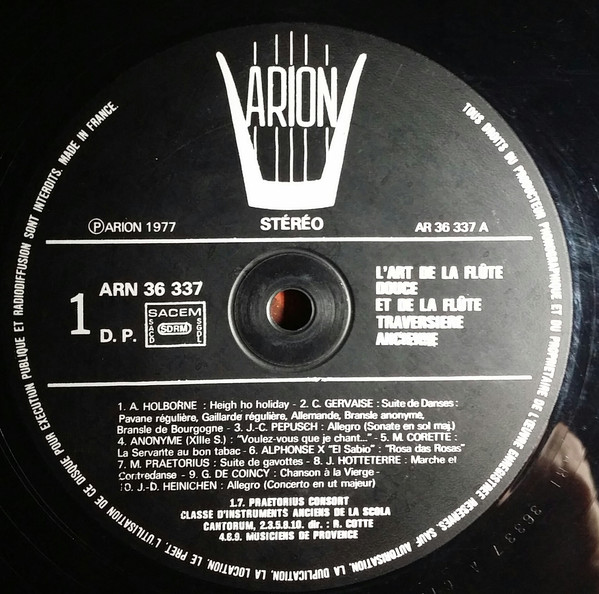 ARION
STÉRÉO
Ⓟ ARION 1977
AR 36 337 A
1
ARN 36 337
D. P.
SACEM
SACD
SDRM
SGDL
L'ART DE LA FLÛTE
DOUCE
ET DE LA FLÛTE
TRAVERSIERE
ANCIENNE
1. A. HOLBORNE : Heigh ho holiday - 2. C. GERVAISE : Suite de Danses :
Pavane régulière, Gaillarde régulière, Allemande, Bransle anonyme,
Bransle de Bourgogne - 3. J.-C. PEPUSCH : Allegro (Sonate en sol maj.)
4. ANONYME (XIIIe S.) : "Voulez-vous que je chant..." - 5. M. CORETTE :
La Servante au bon tabac - 6. ALPHONSE X "El Sabio" : "Rosa das Rosas"
7. M. PRAETORIUS : Suite de gavottes - 8. J. HOTTETERRE : Marche et
Contredanse - 9. G. DE COINCY : Chanson à la Vierge -
10. J.-D. HEINICHEN : Allegro (Concerto en ut majeur)
1.7. PRAETORIUS CONSORT
CLASSE D'INSTRUMENTS ANCIENS DE LA SCOLA
CANTORUM, 2.3.5.8.10. dir. : R. COTTE
4.6.9. MUSICIENS DE PROVENCE
TOUS DROITS DU PRODUCTEUR PHONOGRAPHIQUE ET DU PROPRIETAIRE DE L'ŒUVRE ENREGISTREE RESERVES. SAUF AUTORISATION, LA DUPLICATION, LA LOCATION, LE PRET, L'UTILISATION DE CE DISQUE POUR EXECUTION PUBLIQUE ET RADIODIFFUSION SONT INTERDITS. MADE IN FRANCE.
36337 A